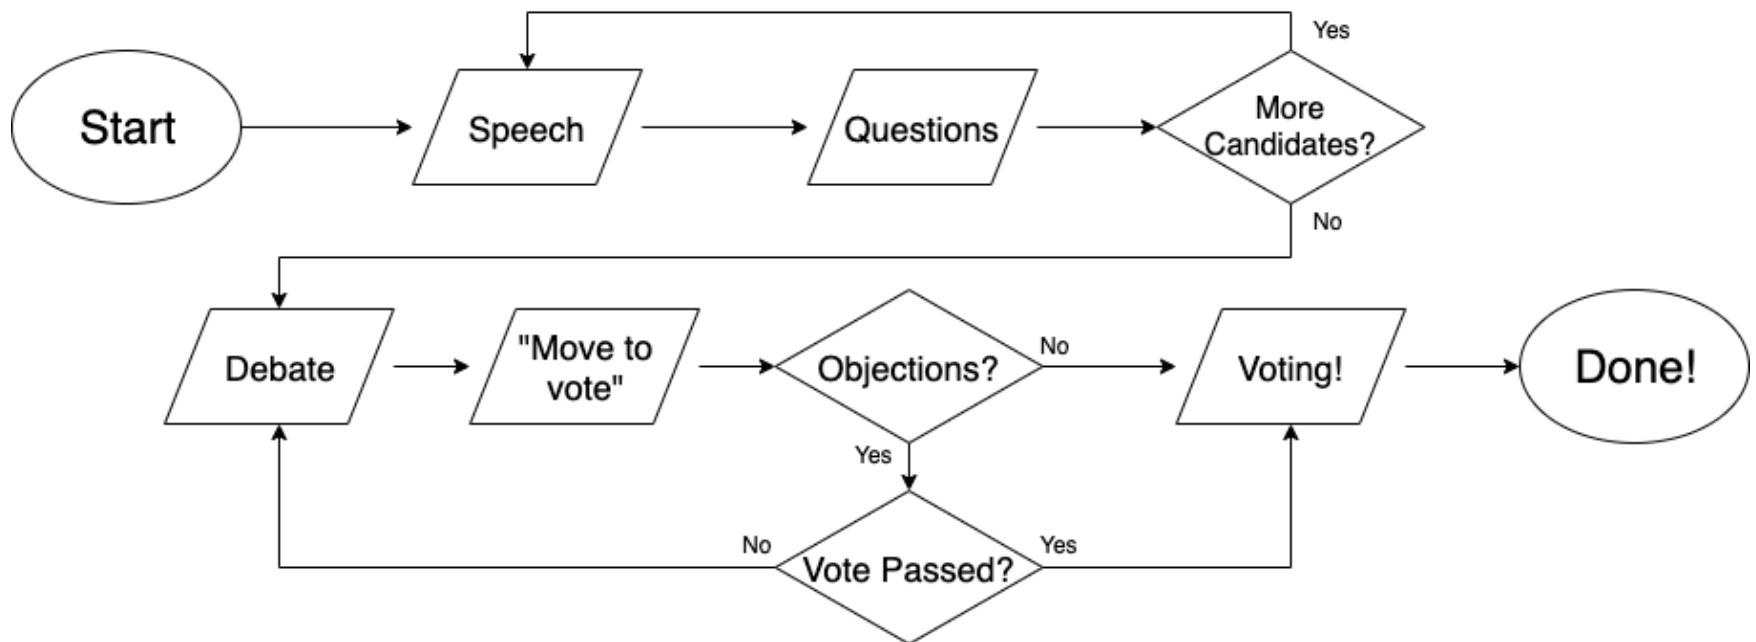 Yes
Start
Speech
Questions
More
Candidates?
No
Debate
"Move to
vote"
Objections?
No
Voting!
Done!
Yes
No
Vote Passed?
Yes